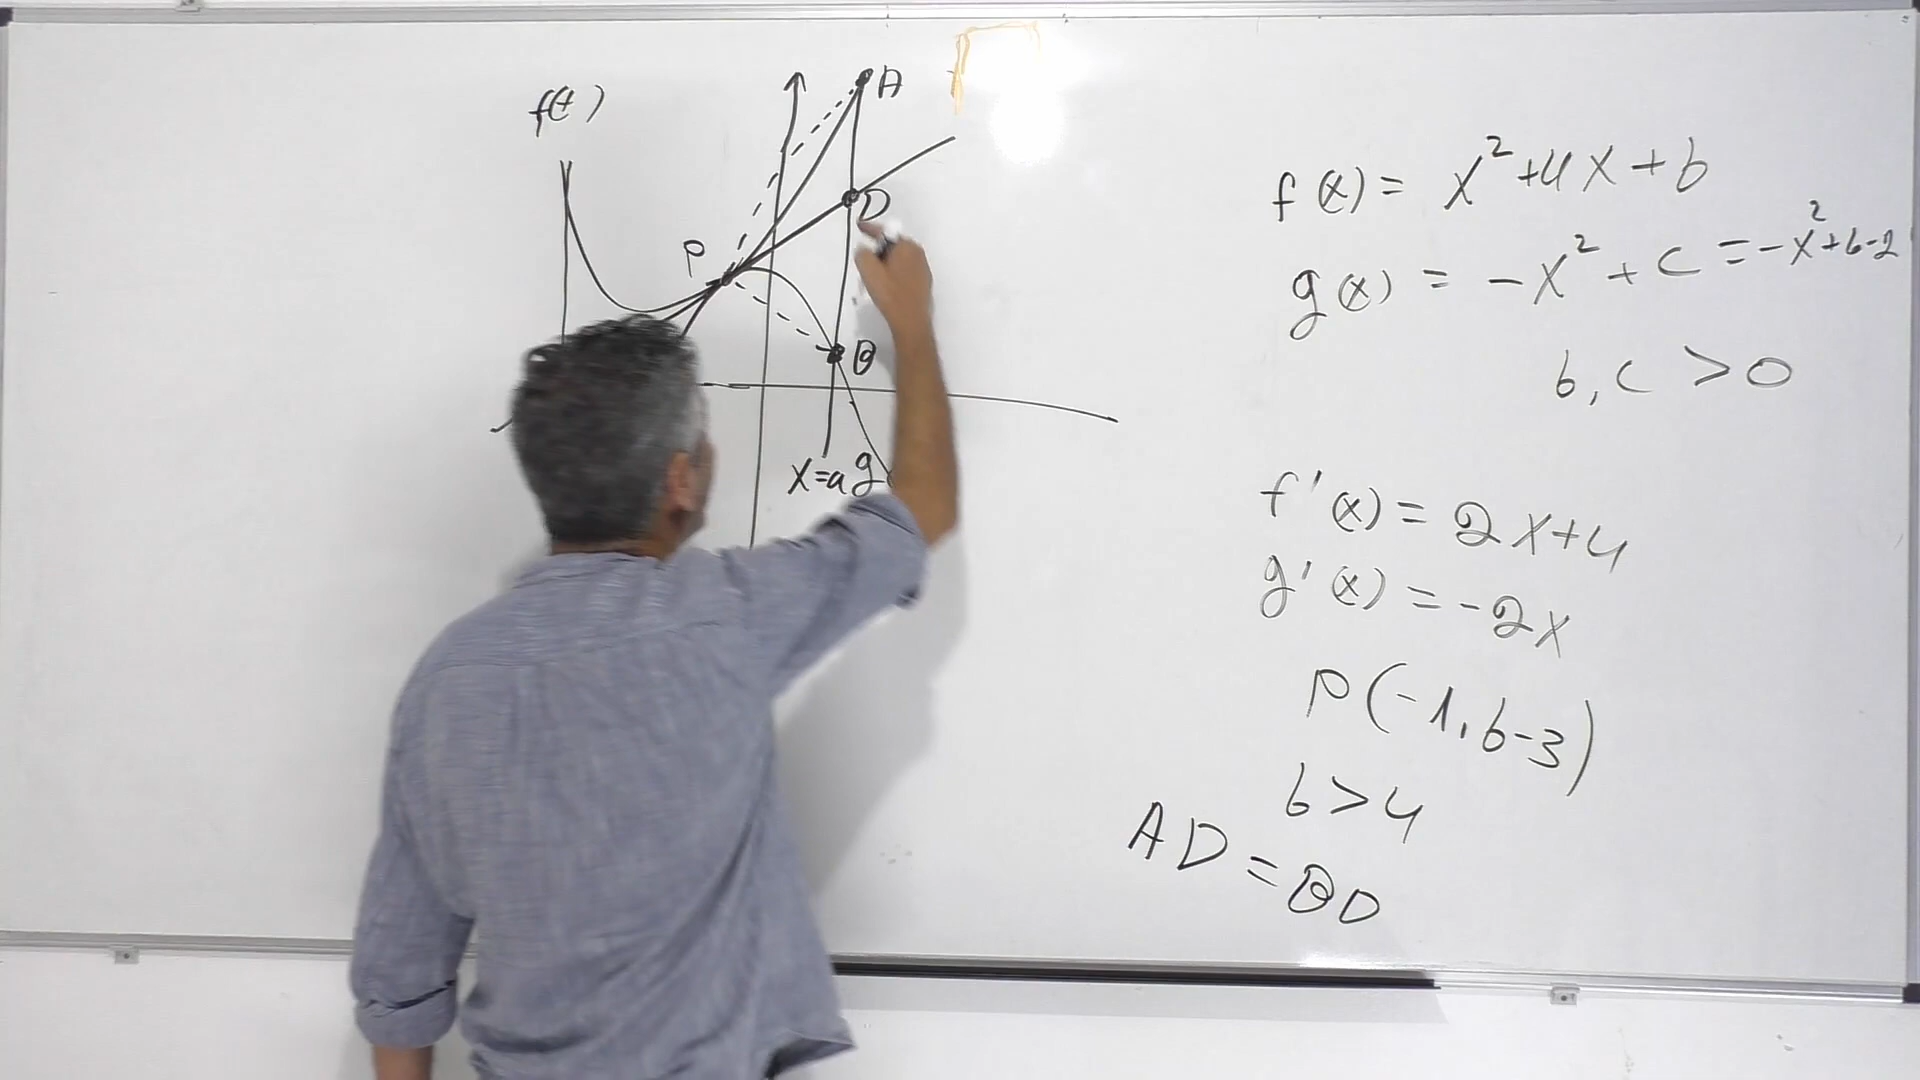 f(t)
A
D
P
B
x=a g
f(x) = x²+4x+b
g(x) = -x²+c = -x²+b-2
b, c > 0
f'(x) = 2x+4
g'(x) = -2x
P(-1, b-3)
b > 4
AD = BD